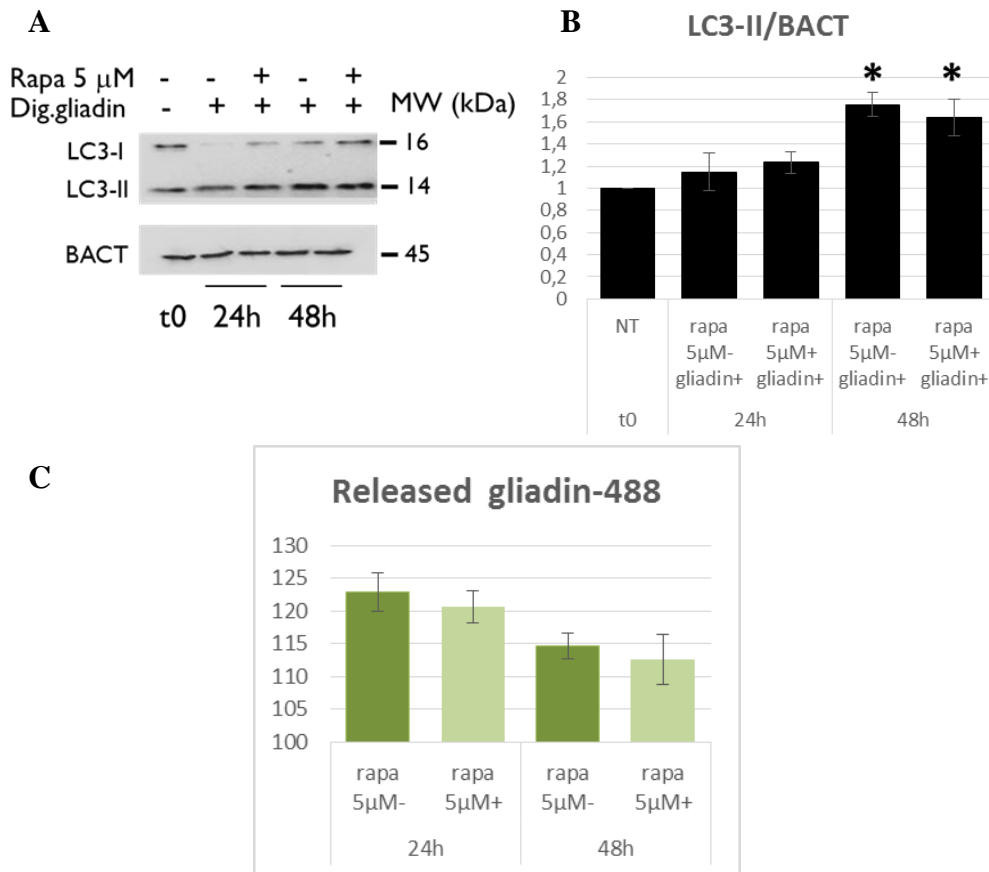 A
Rapa 5 μM - - + - +
Dig.gliadin - + + + + MW (kDa)
LC3-I 16
LC3-II 14
BACT 45
t0 24h 48h
B
LC3-II/BACT
2
1,8
1,6
1,4
1,2
1
0,8
0,6
0,4
0,2
0
* *
NT
rapa 5μM- gliadin+
rapa 5μM+ gliadin+
rapa 5μM- gliadin+
rapa 5μM+ gliadin+
t0 24h 48h
C
Released gliadin-488
130
125
120
115
110
105
100
rapa rapa rapa rapa
5μM- 5μM+ 5μM- 5μM+
24h 48h